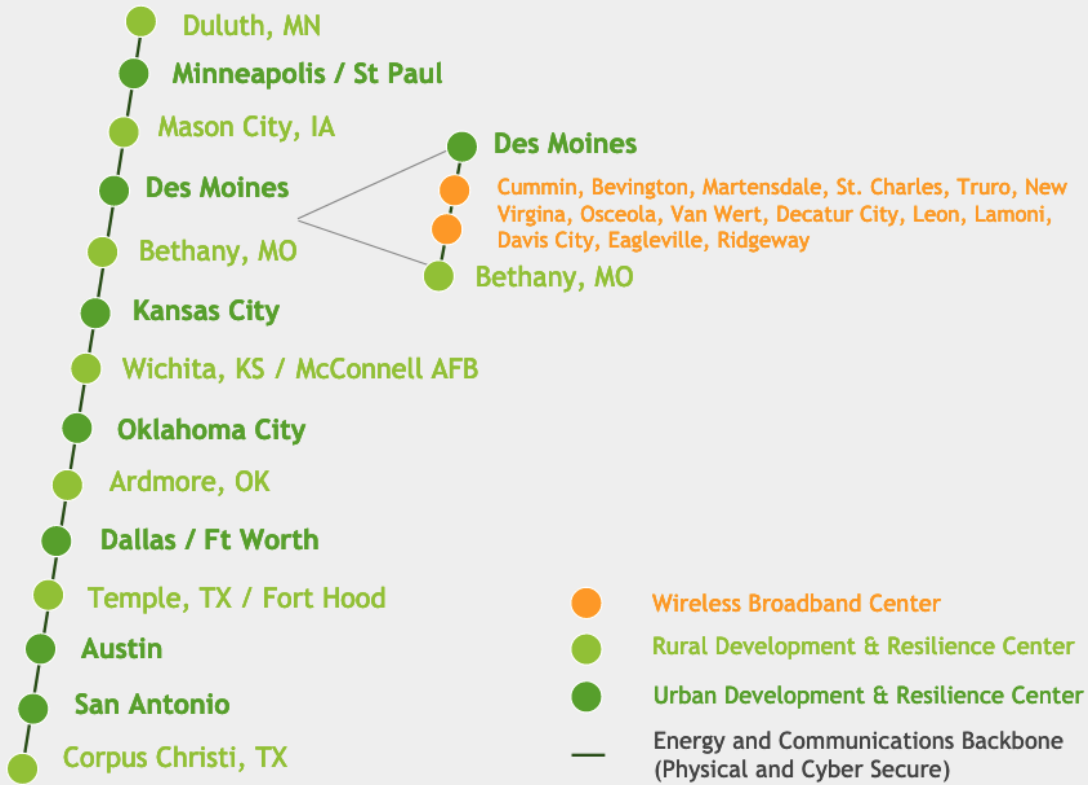 Duluth, MN
Minneapolis / St Paul
Mason City, IA
Des Moines
Bethany, MO
Kansas City
Wichita, KS / McConnell AFB
Oklahoma City
Ardmore, OK
Dallas / Ft Worth
Temple, TX / Fort Hood
Austin
San Antonio
Corpus Christi, TX
Des Moines
Cummin, Bevington, Martensdale, St. Charles, Truro, New
Virgina, Osceola, Van Wert, Decatur City, Leon, Lamoni,
Davis City, Eagleville, Ridgeway
Bethany, MO
Wireless Broadband Center
Rural Development & Resilience Center
Urban Development & Resilience Center
Energy and Communications Backbone
(Physical and Cyber Secure)